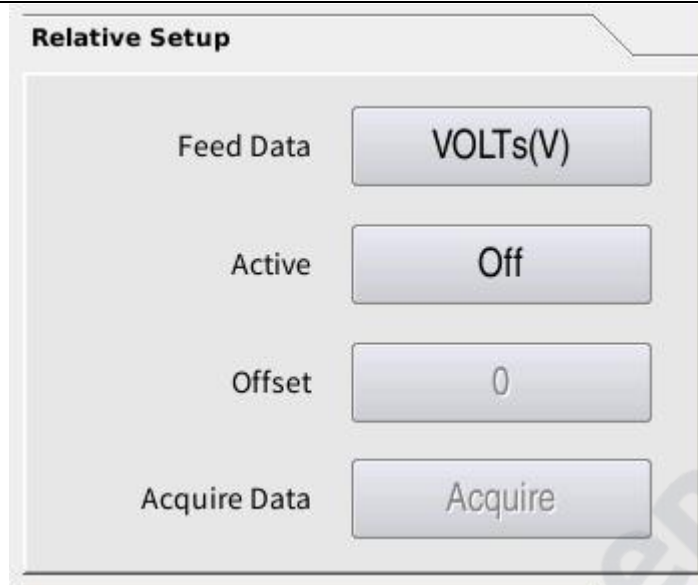 Relative Setup
Feed Data VOLTs(V)
Active Off
Offset 0
Acquire Data Acquire